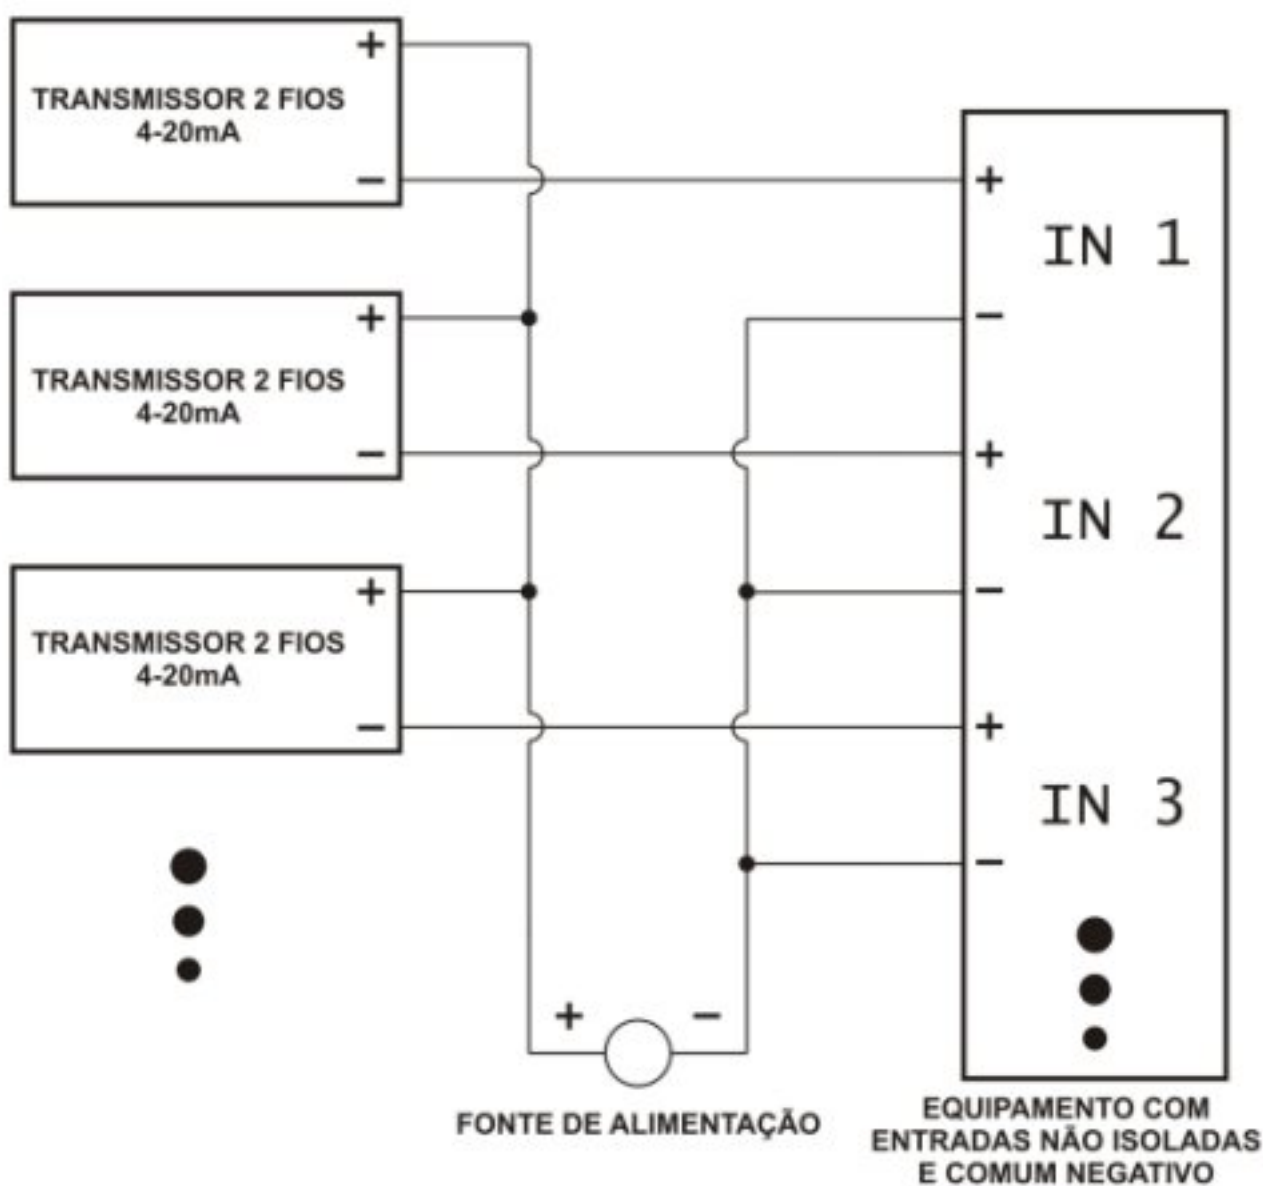 +
TRANSMISSOR 2 FIOS
4-20mA
−
+
IN 1
−
+
TRANSMISSOR 2 FIOS
4-20mA
−
+
IN 2
−
+
TRANSMISSOR 2 FIOS
4-20mA
−
+
IN 3
−
+ −
FONTE DE ALIMENTAÇÃO
EQUIPAMENTO COM
ENTRADAS NÃO ISOLADAS
E COMUM NEGATIVO